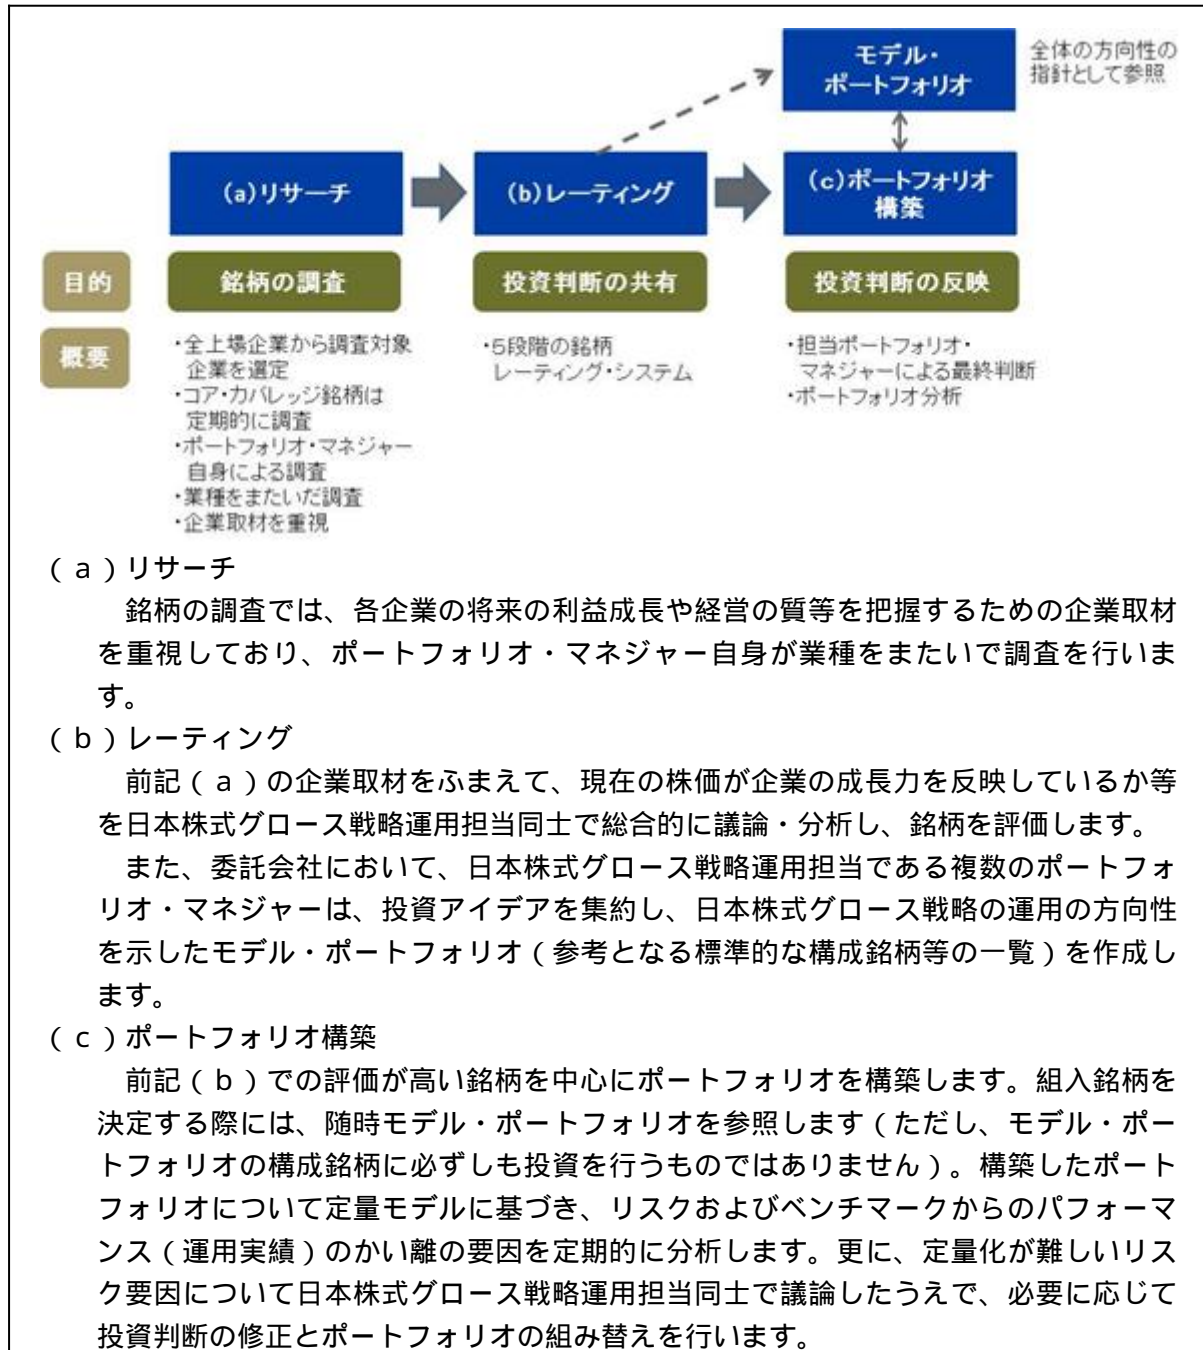 モデル・
ポートフォリオ
全体の方向性の
指針として参照
(a)リサーチ
(b)レーティング
(c)ポートフォリオ
構築
目的
銘柄の調査
投資判断の共有
投資判断の反映
概要
・全上場企業から調査対象
企業を選定
・コア・カバレッジ銘柄は
定期的に調査
・ポートフォリオ・マネジャー
自身による調査
・業種をまたいだ調査
・企業取材を重視
・5段階の銘柄
レーティング・システム
・担当ポートフォリオ・
マネジャーによる最終判断
・ポートフォリオ分析
(a)リサーチ
銘柄の調査では、各企業の将来の利益成長や経営の質等を把握するための企業取材
を重視しており、ポートフォリオ・マネジャー自身が業種をまたいで調査を行いま
す。
(b)レーティング
前記(a)の企業取材をふまえて、現在の株価が企業の成長力を反映しているか等
を日本株式グロース戦略運用担当同士で総合的に議論・分析し、銘柄を評価します。
また、委託会社において、日本株式グロース戦略運用担当である複数のポートフォ
リオ・マネジャーは、投資アイデアを集約し、日本株式グロース戦略の運用の方向性
を示したモデル・ポートフォリオ(参考となる標準的な構成銘柄等の一覧)を作成し
ます。
(c)ポートフォリオ構築
前記(b)での評価が高い銘柄を中心にポートフォリオを構築します。組入銘柄を
決定する際には、随時モデル・ポートフォリオを参照します(ただし、モデル・ポー
トフォリオの構成銘柄に必ずしも投資を行うものではありません)。構築したポート
フォリオについて定量モデルに基づき、リスクおよびベンチマークからのパフォーマ
ンス(運用実績)のかい離の要因を定期的に分析します。更に、定量化が難しいリス
ク要因について日本株式グロース戦略運用担当同士で議論したうえで、必要に応じて
投資判断の修正とポートフォリオの組み替えを行います。